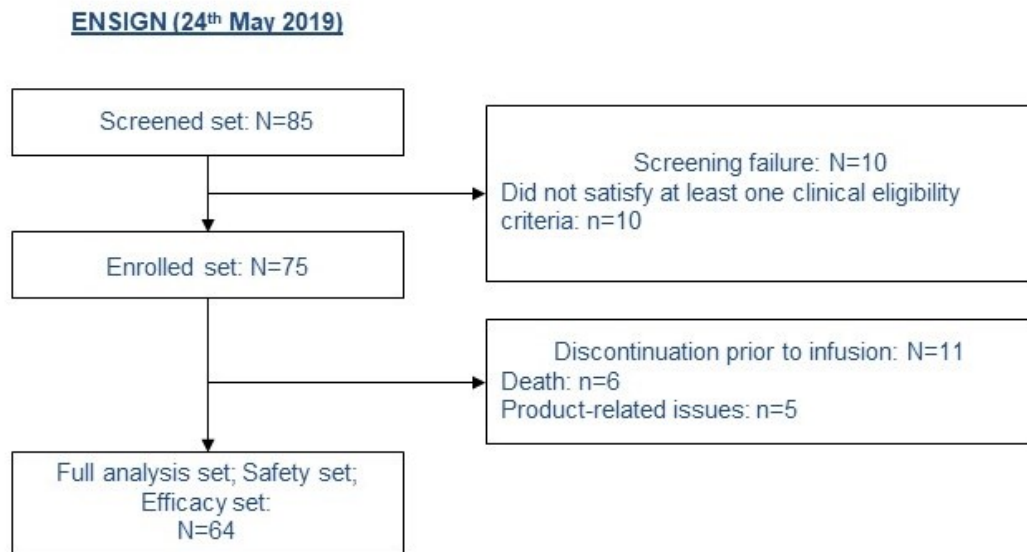 ENSIGN (24th May 2019)
Screened set: N=85
Screening failure: N=10
Did not satisfy at least one clinical eligibility
criteria: n=10
Enrolled set: N=75
Discontinuation prior to infusion: N=11
Death: n=6
Product-related issues: n=5
Full analysis set; Safety set;
Efficacy set:
N=64